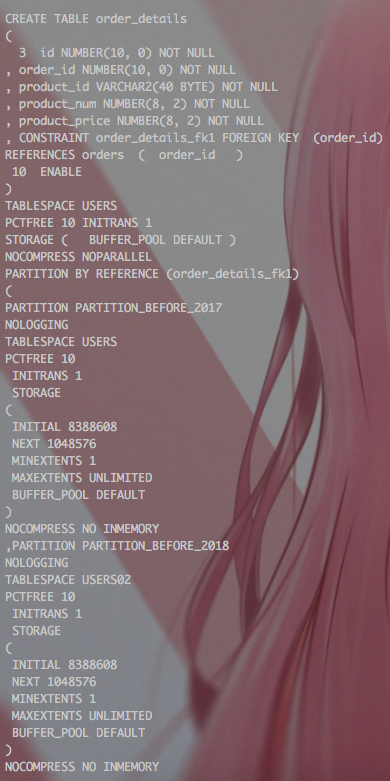 CREATE TABLE order_details
(
3 id NUMBER(10, 0) NOT NULL
, order_id NUMBER(10, 0) NOT NULL
, product_id VARCHAR2(40 BYTE) NOT NULL
, product_num NUMBER(8, 2) NOT NULL
, product_price NUMBER(8, 2) NOT NULL
, CONSTRAINT order_details_fk1 FOREIGN KEY (order_id)
REFERENCES orders ( order_id )
10 ENABLE
)
TABLESPACE USERS
PCTFREE 10 INITRANS 1
STORAGE ( BUFFER_POOL DEFAULT )
NOCOMPRESS NOPARALLEL
PARTITION BY REFERENCE (order_details_fk1)
(
PARTITION PARTITION_BEFORE_2017
NOLOGGING
TABLESPACE USERS
PCTFREE 10
INITRANS 1
STORAGE
(
INITIAL 8388608
NEXT 1048576
MINEXTENTS 1
MAXEXTENTS UNLIMITED
BUFFER_POOL DEFAULT
)
NOCOMPRESS NO INMEMORY
,PARTITION PARTITION_BEFORE_2018
NOLOGGING
TABLESPACE USERS02
PCTFREE 10
INITRANS 1
STORAGE
(
INITIAL 8388608
NEXT 1048576
MINEXTENTS 1
MAXEXTENTS UNLIMITED
BUFFER_POOL DEFAULT
)
NOCOMPRESS NO INMEMORY